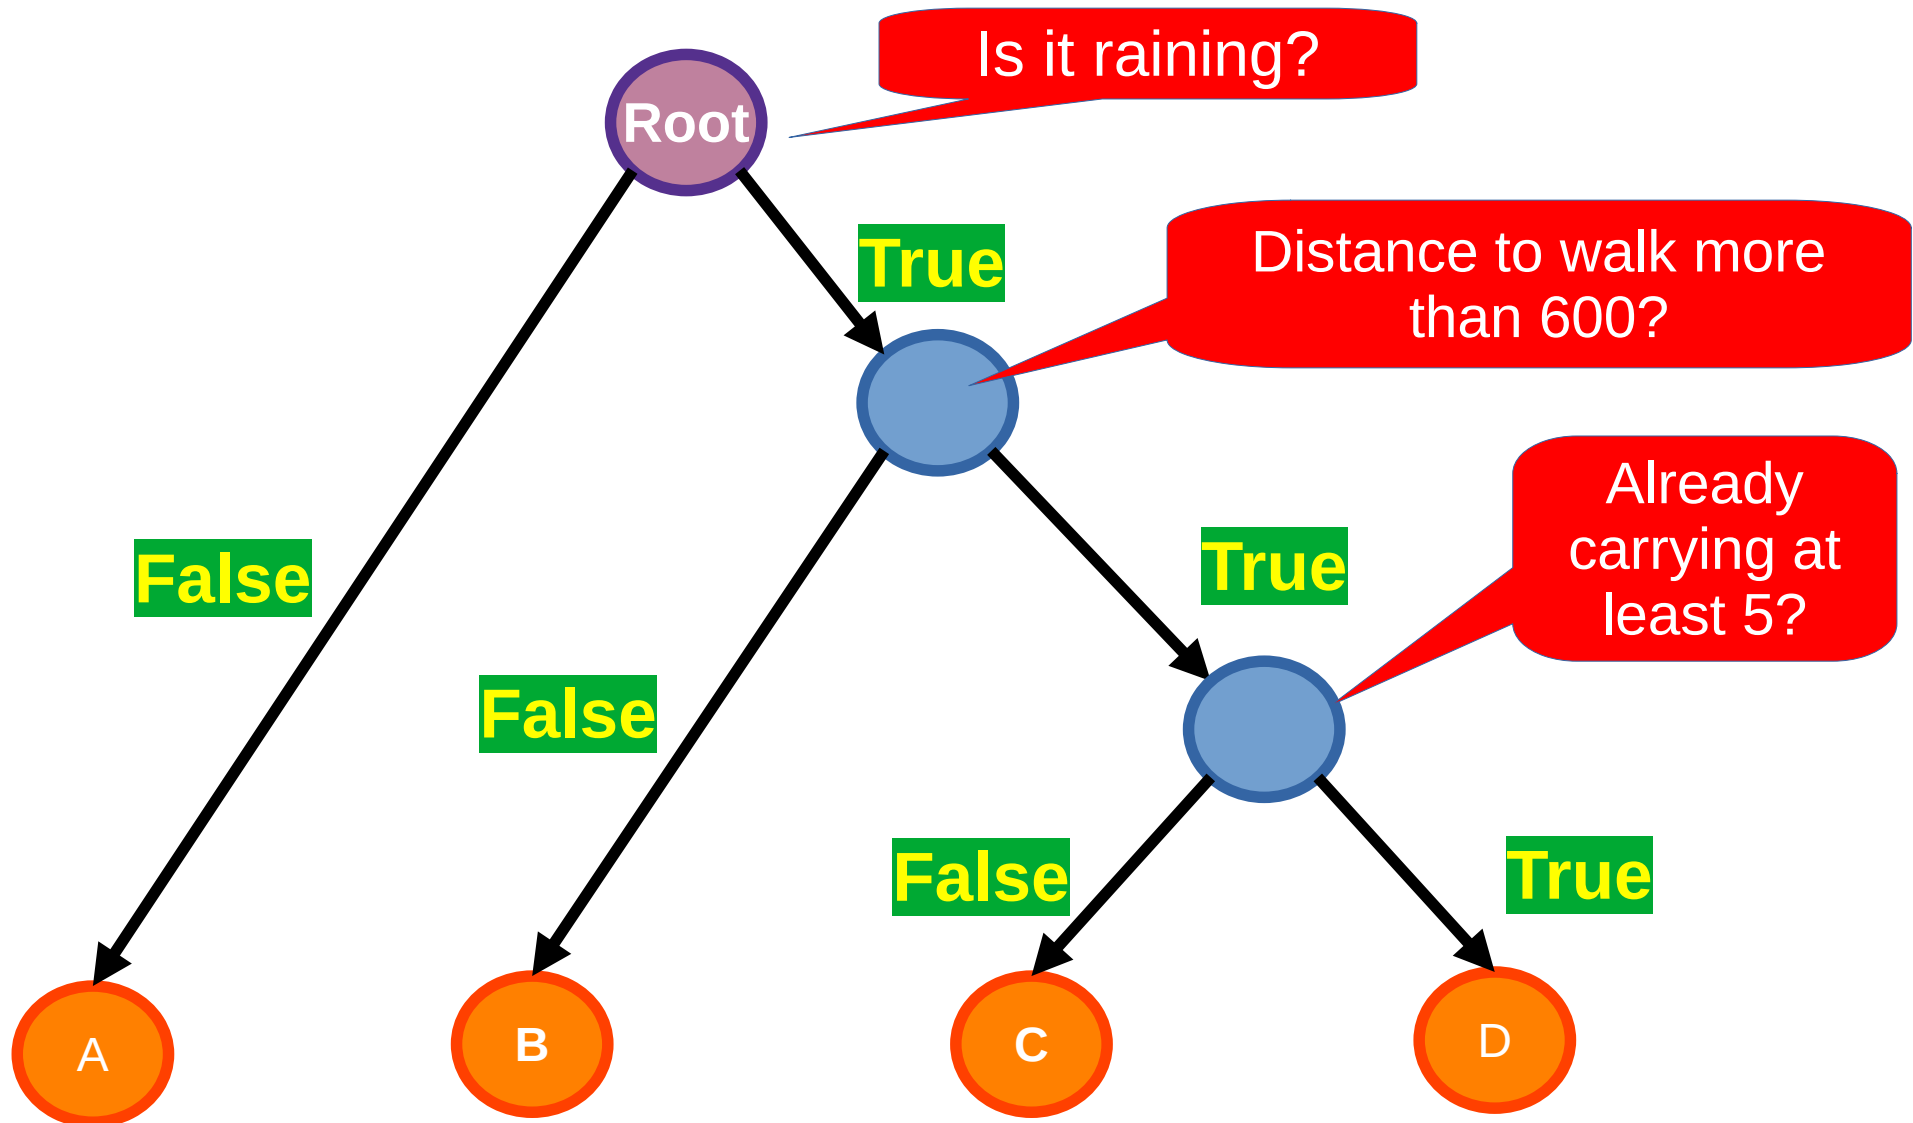 Is it raining?
Root
True
Distance to walk more
than 600?
Already
carrying at
least 5?
True
False
False
False
True
A
B
C
D